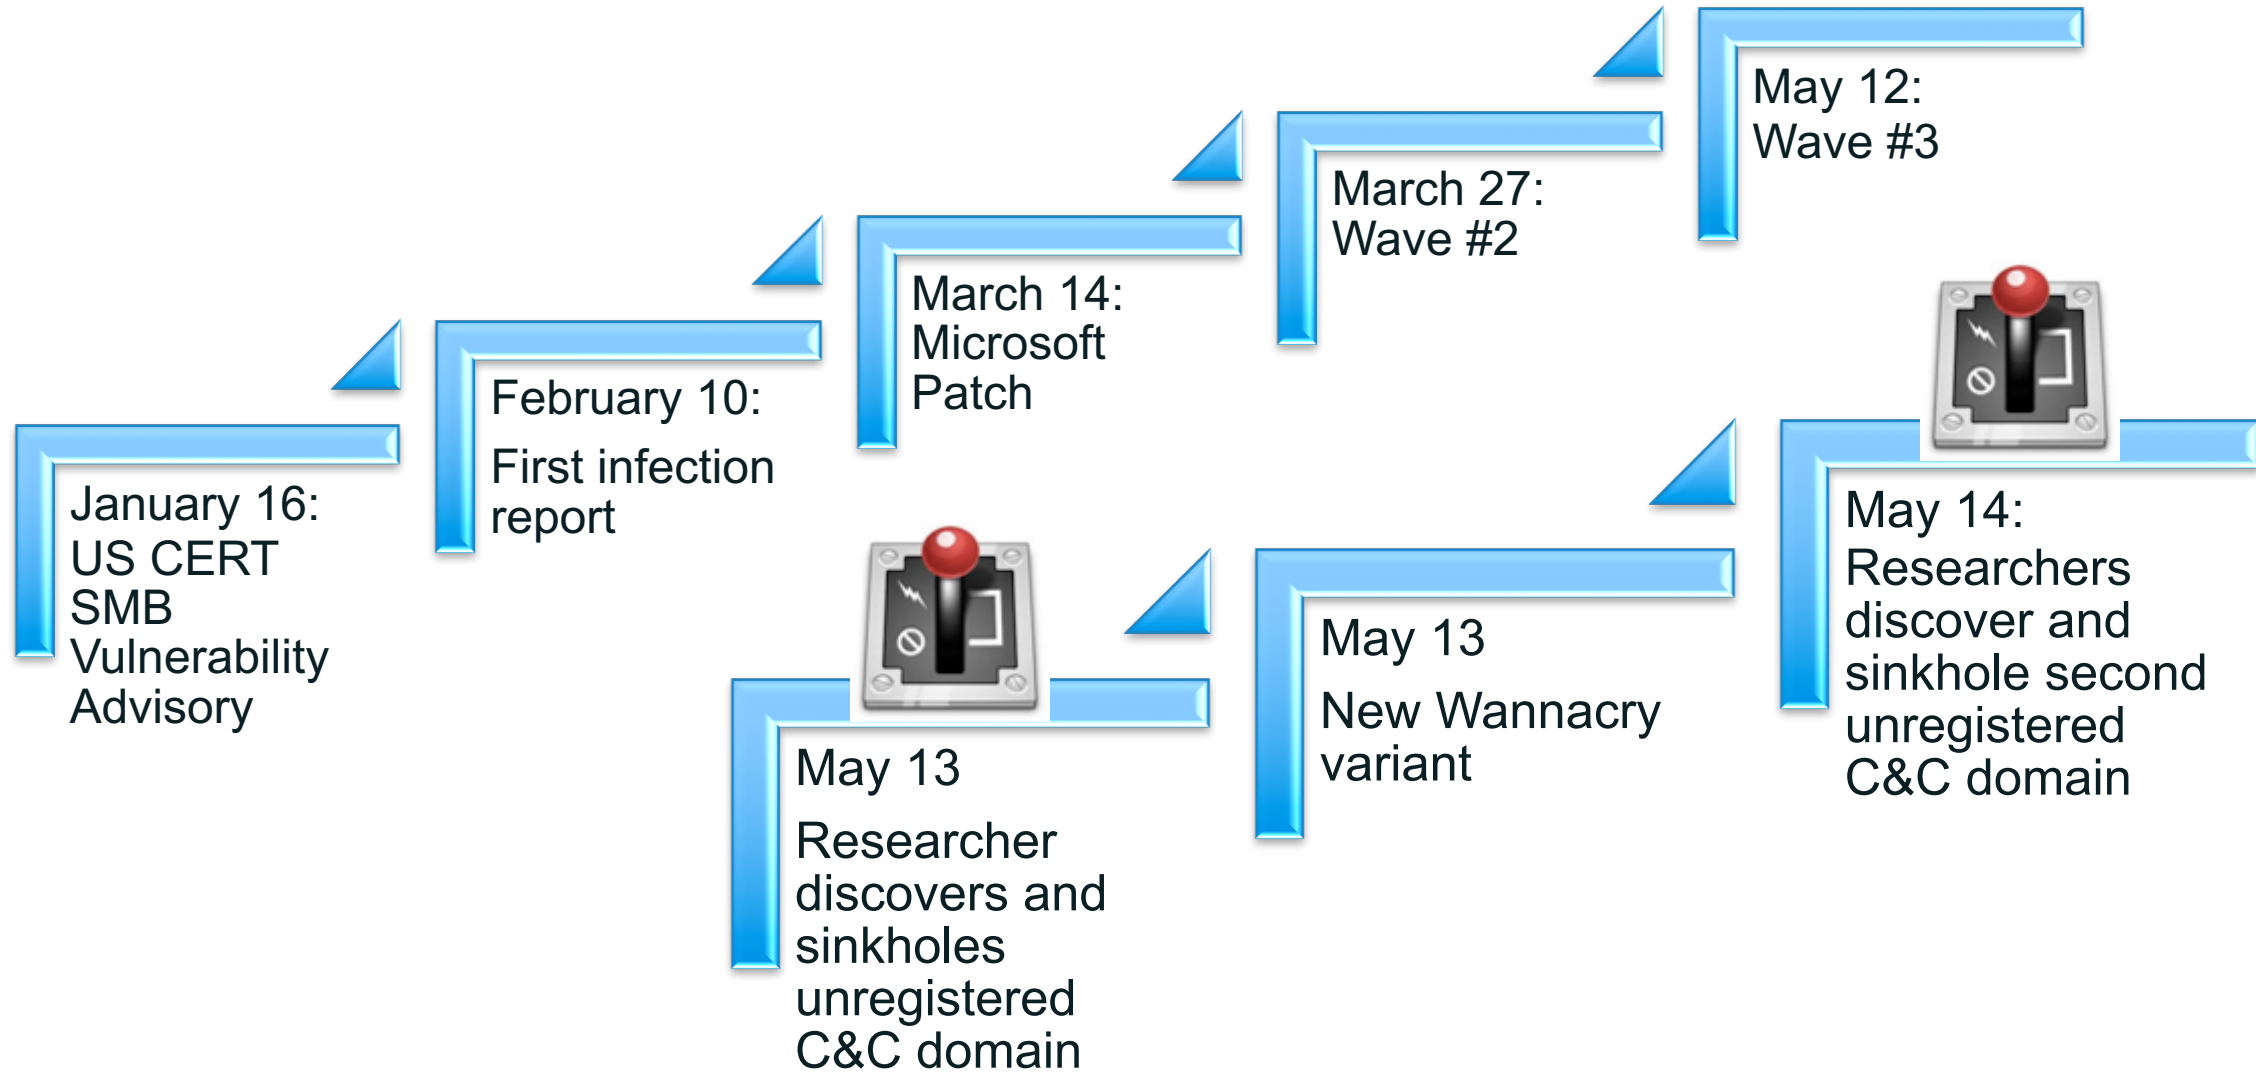 January 16:
US CERT
SMB
Vulnerability
Advisory
February 10:
First infection
report
March 14:
Microsoft
Patch
March 27:
Wave #2
May 12:
Wave #3
May 13
Researcher
discovers and
sinkholes
unregistered
C&C domain
May 13
New Wannacry
variant
May 14:
Researchers
discover and
sinkhole second
unregistered
C&C domain